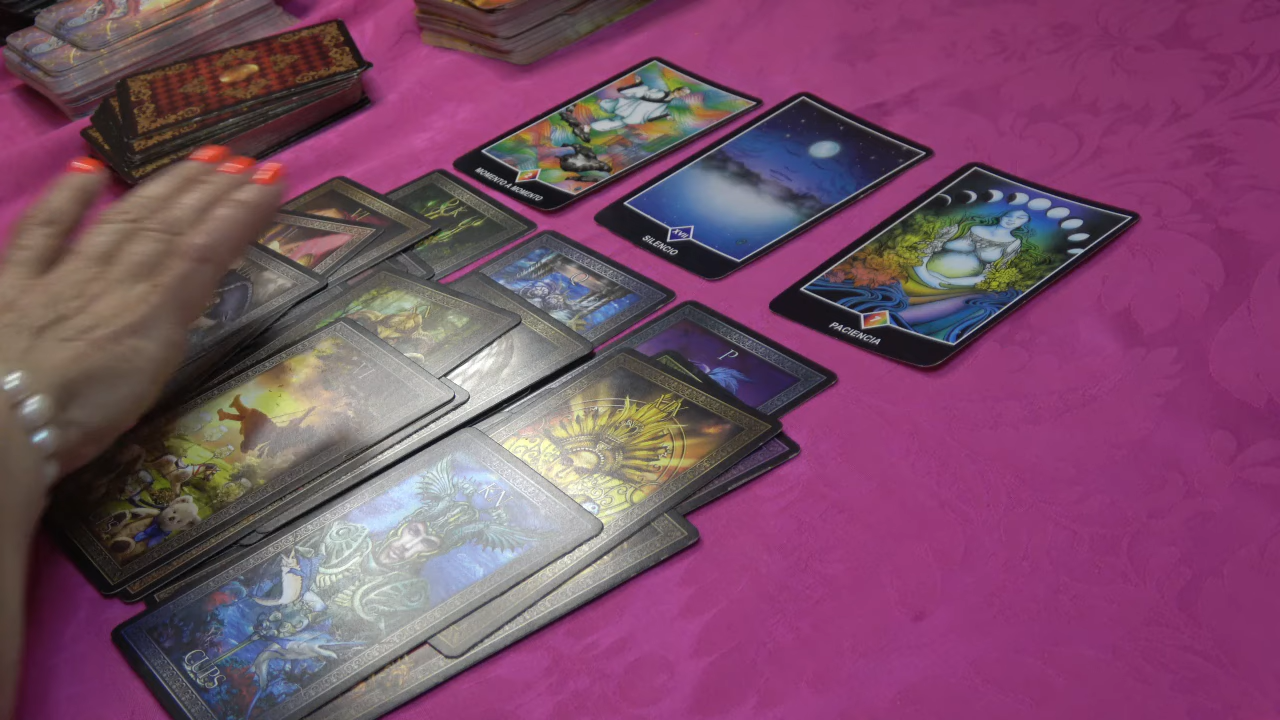 MOMENTO A MOMENTO
XVII
SILENCIO
PACIENCIA
P
CUPS